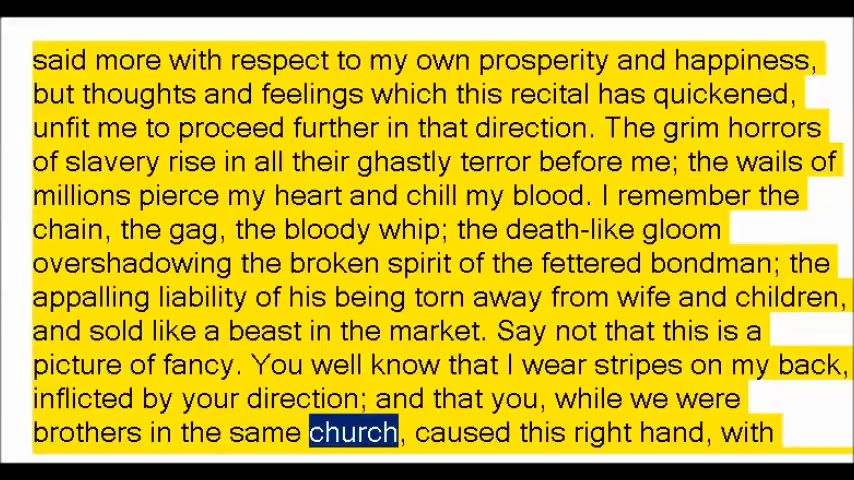 said more with respect to my own prosperity and happiness,
but thoughts and feelings which this recital has quickened,
unfit me to proceed further in that direction. The grim horrors
of slavery rise in all their ghastly terror before me; the wails of
millions pierce my heart and chill my blood. I remember the
chain, the gag, the bloody whip; the death-like gloom
overshadowing the broken spirit of the fettered bondman; the
appalling liability of his being torn away from wife and children,
and sold like a beast in the market. Say not that this is a
picture of fancy. You well know that I wear stripes on my back,
inflicted by your direction; and that you, while we were
brothers in the same church, caused this right hand, with